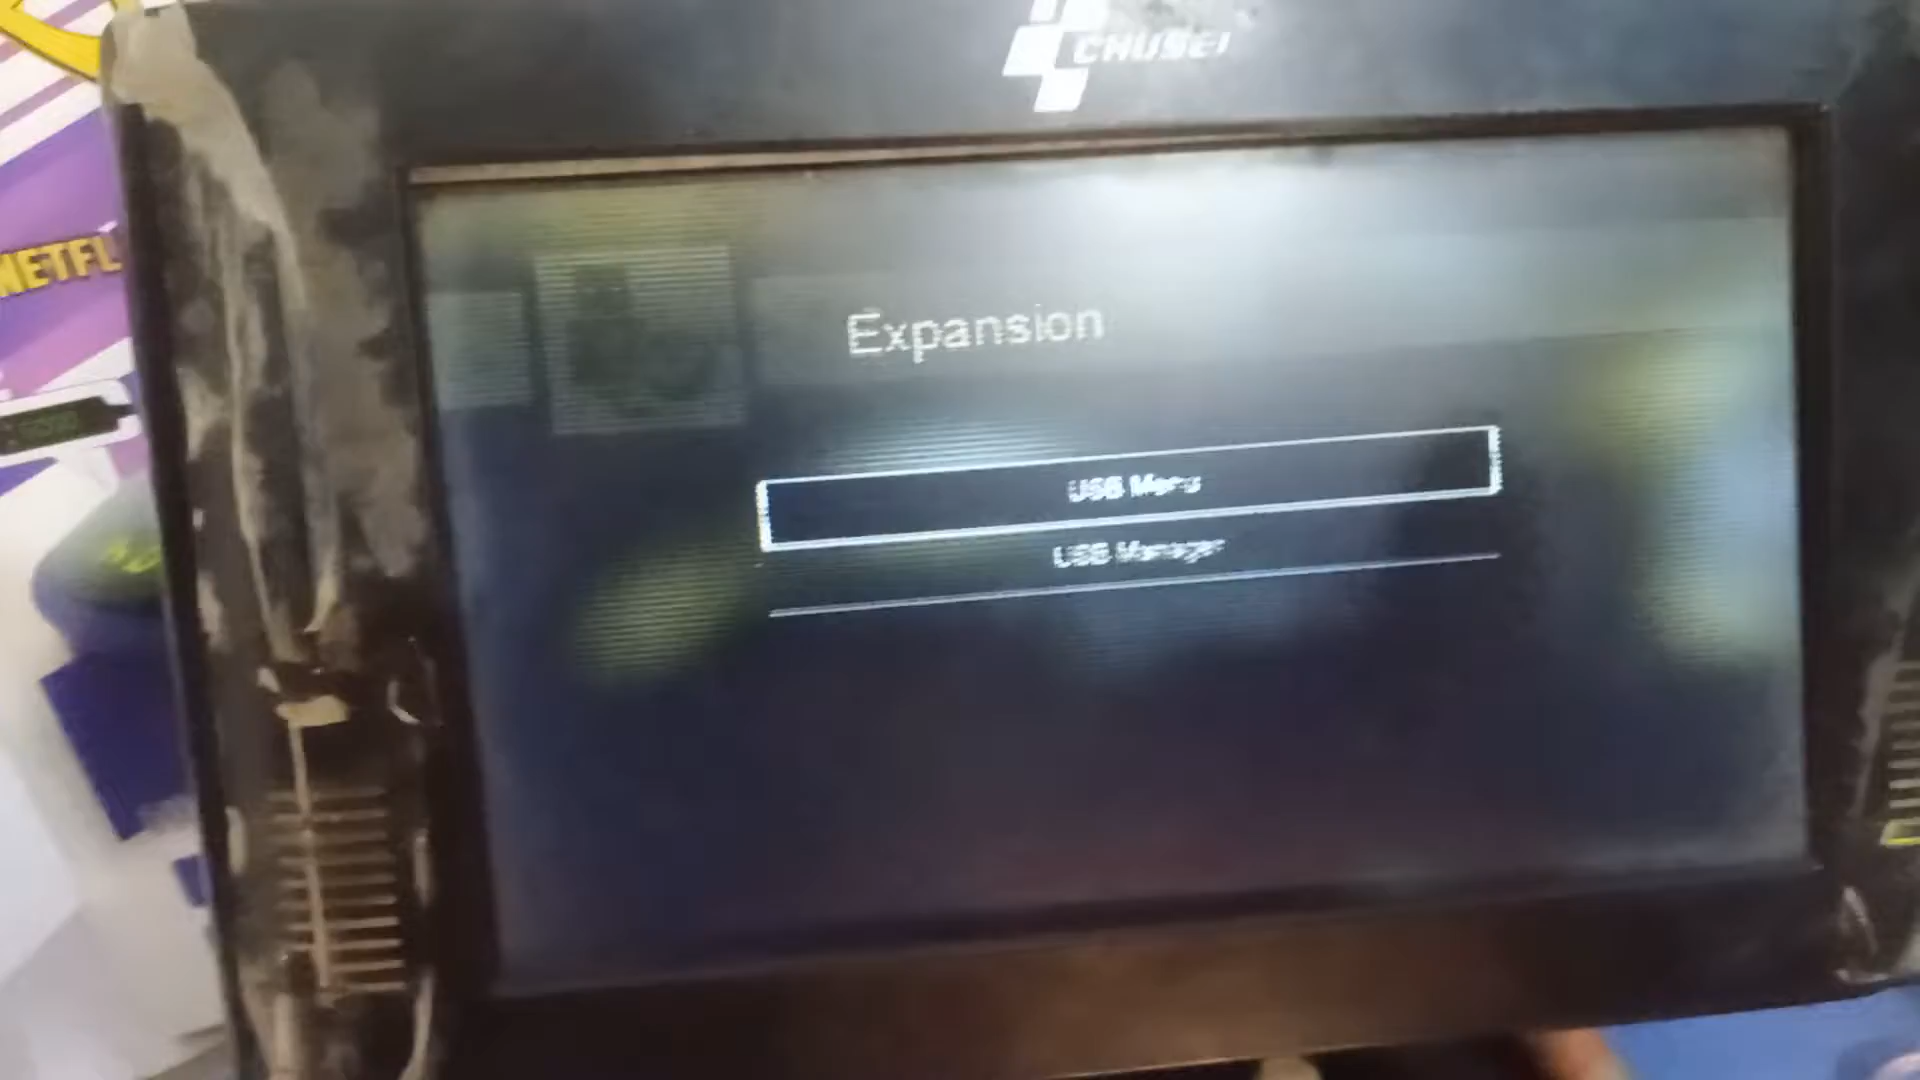 CHUSEI
NETFL
Expansion
USB Menu
USB Manager